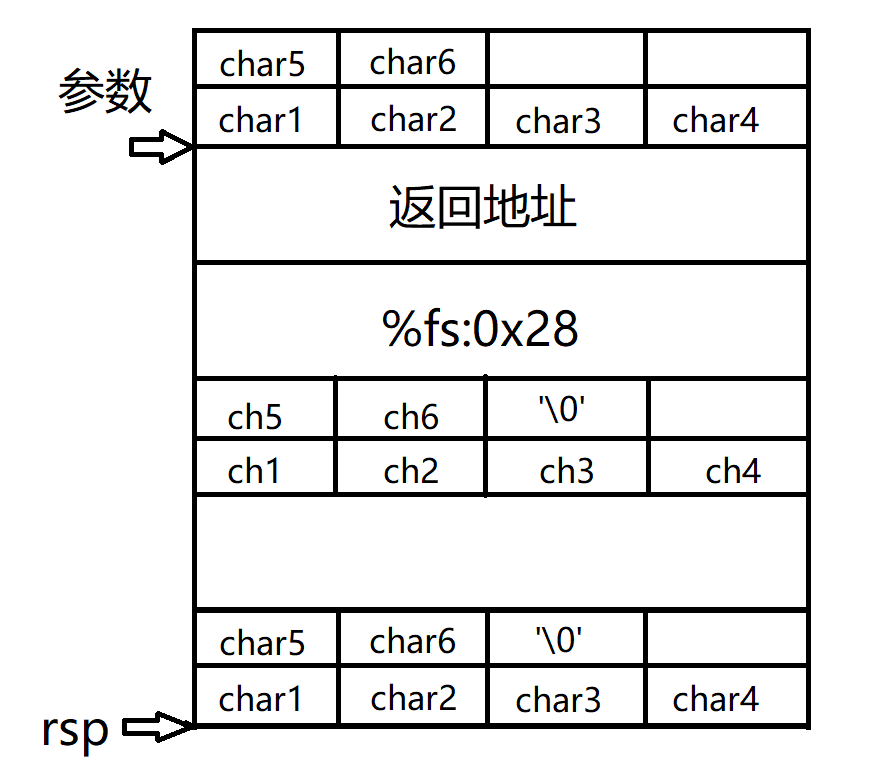 char5 char6
参数
char1 char2 char3 char4
返回地址
%fs:0x28
ch5 ch6 '\0'
ch1 ch2 ch3 ch4
char5 char6 '\0'
char1 char2 char3 char4
rsp